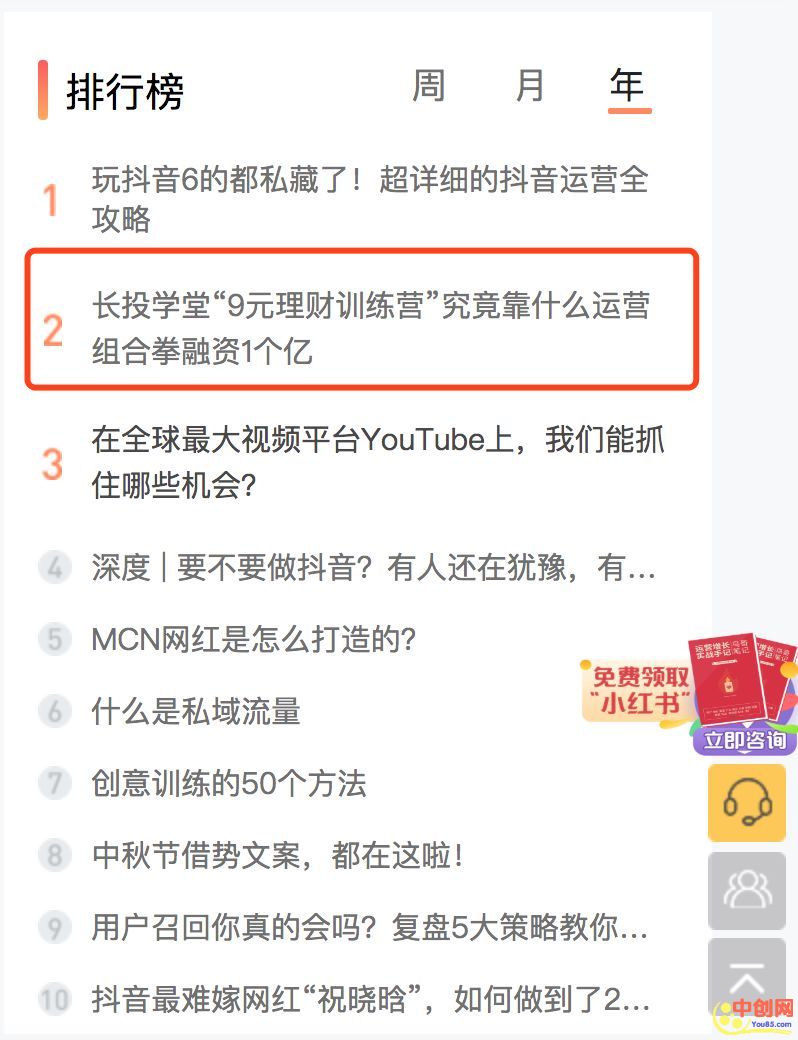 排行榜 周 月 年
1 玩抖音6的都私藏了！超详细的抖音运营全
攻略
2 长投学堂“9元理财训练营”究竟靠什么运营
组合拳融资1个亿
3 在全球最大视频平台YouTube上，我们能抓
住哪些机会？
4 深度 | 要不要做抖音？有人还在犹豫，有...
5 MCN网红是怎么打造的？
6 什么是私域流量
7 创意训练的50个方法
8 中秋节借势文案，都在这啦！
9 用户召回你真的会吗？复盘5大策略教你...
10 抖音最难嫁网红“祝晓晗”，如何做到了2...
免费领取
“小红书”
运营增长
实战手记
立即咨询
中创网
You85.com